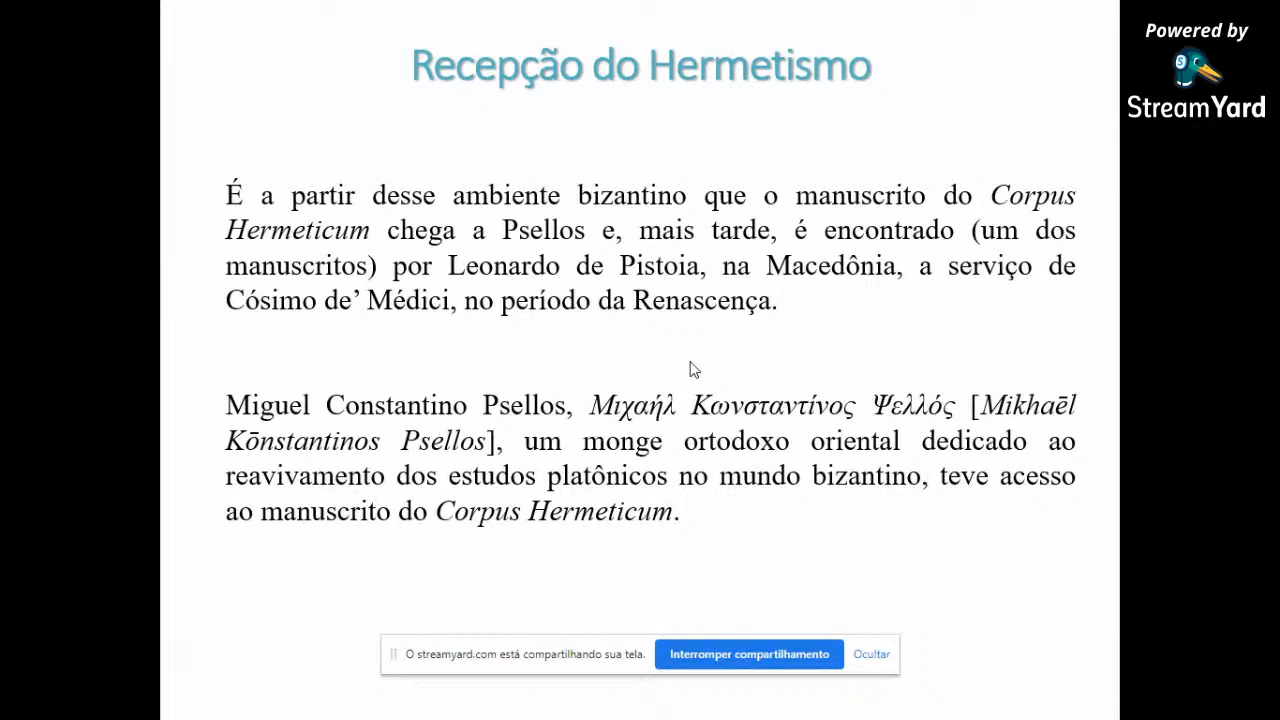 Powered by
StreamYard
Recepção do Hermetismo
É a partir desse ambiente bizantino que o manuscrito do Corpus
Hermeticum chega a Psellos e, mais tarde, é encontrado (um dos
manuscritos) por Leonardo de Pistoia, na Macedônia, a serviço de
Cósimo de’ Médici, no período da Renascença.
Miguel Constantino Psellos, Μιχαήλ Κωνσταντίνος Ψελλός [Mikhaēl
Kōnstantinos Psellos], um monge ortodoxo oriental dedicado ao
reavivamento dos estudos platônicos no mundo bizantino, teve acesso
ao manuscrito do Corpus Hermeticum.
O streamyard.com está compartilhando sua tela. Interromper compartilhamento Ocultar